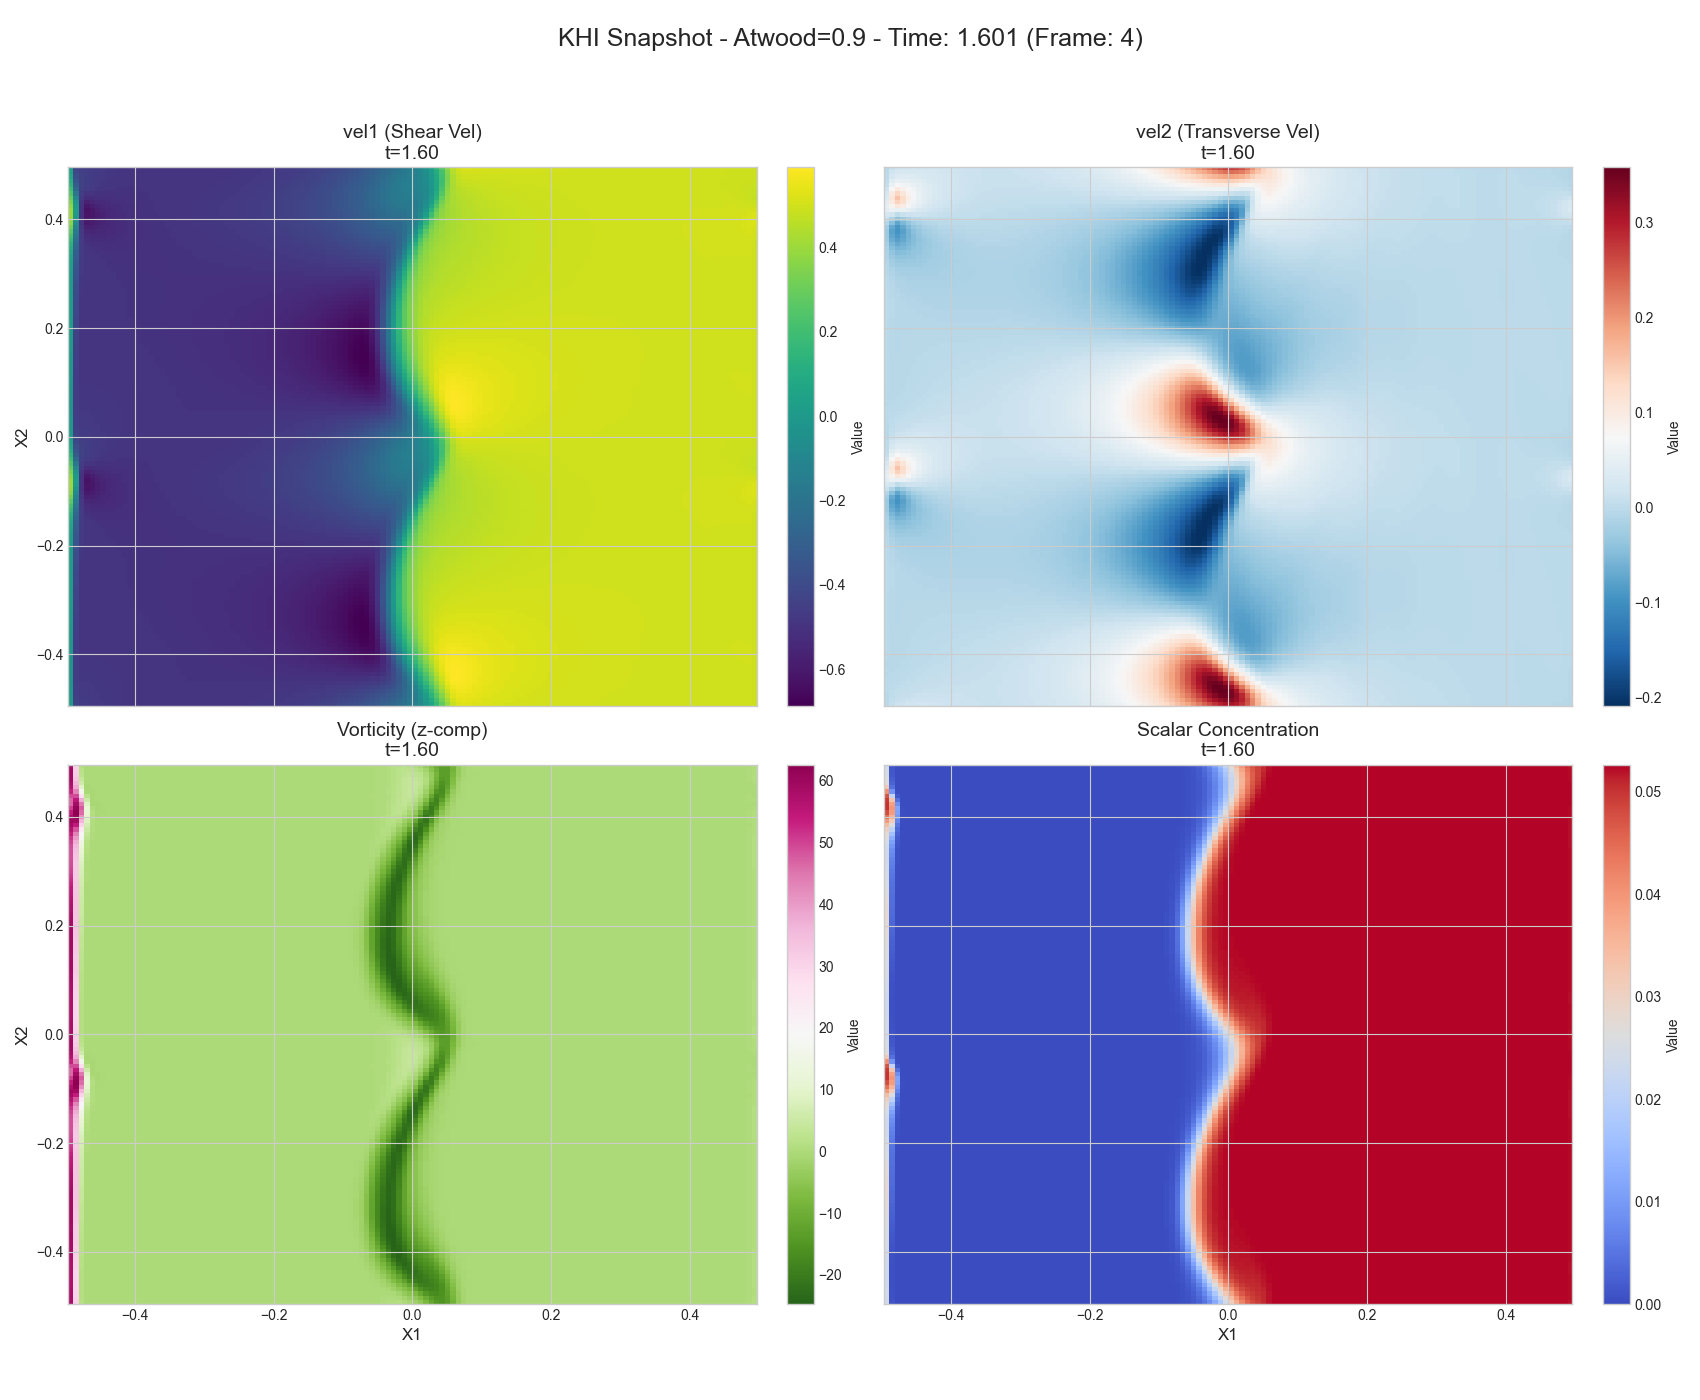 KHI Snapshot - Atwood=0.9 - Time: 1.601 (Frame: 4)
vel1 (Shear Vel)
t=1.60
X2
0.4
0.2
0.0
−0.2
−0.4
0.4
0.2
0.0
−0.2
−0.4
−0.6
Value
vel2 (Transverse Vel)
t=1.60
0.3
0.2
0.1
0.0
−0.1
−0.2
Value
Vorticity (z-comp)
t=1.60
X2
0.4
0.2
0.0
−0.2
−0.4
−0.4
−0.2
0.0
0.2
0.4
X1
60
50
40
30
20
10
0
−10
−20
Value
Scalar Concentration
t=1.60
−0.4
−0.2
0.0
0.2
0.4
X1
0.05
0.04
0.03
0.02
0.01
0.00
Value